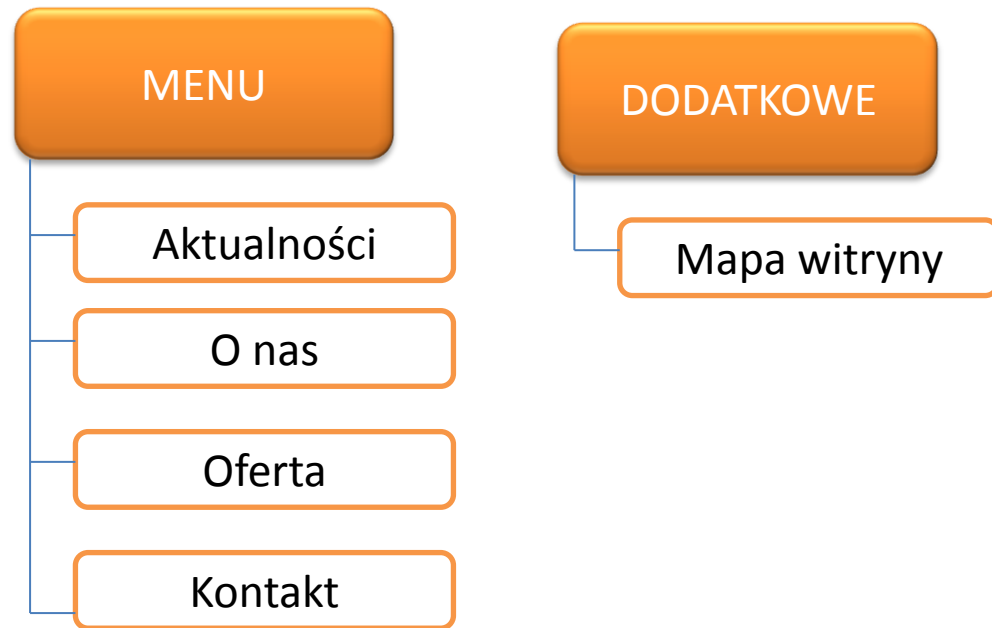 MENU
Aktualności
O nas
Oferta
Kontakt
DODATKOWE
Mapa witryny